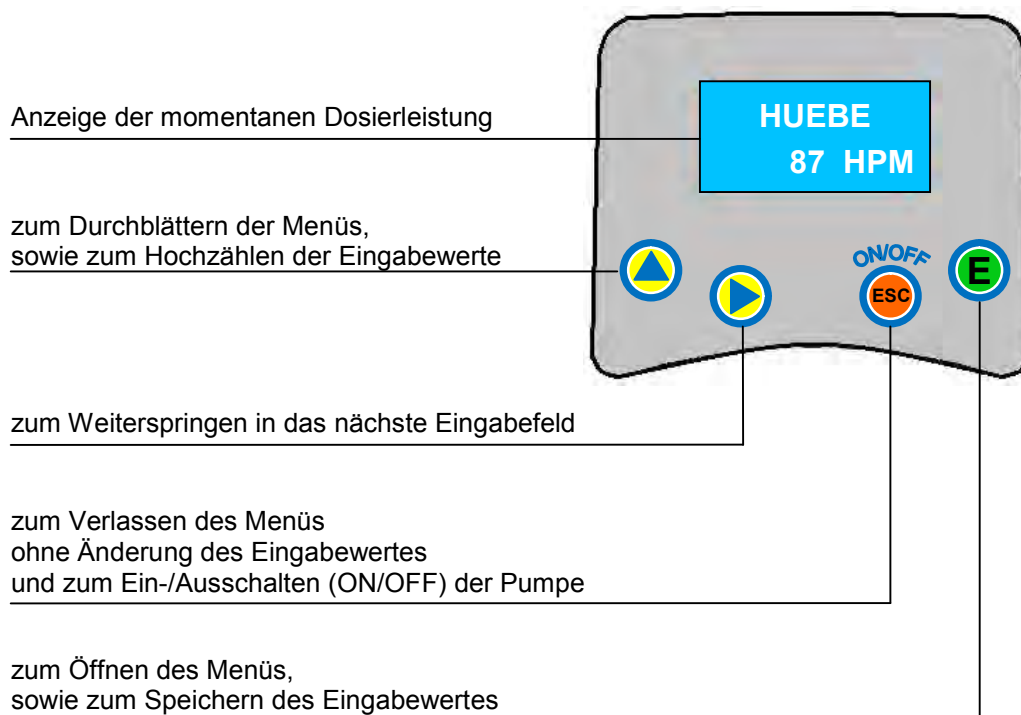 Anzeige der momentanen Dosierleistung
HUEBE
87 HPM
zum Durchblättern der Menüs,
sowie zum Hochzählen der Eingabewerte
ON/OFF
ESC
E
zum Weiterspringen in das nächste Eingabefeld
zum Verlassen des Menüs
ohne Änderung des Eingabewertes
und zum Ein-/Ausschalten (ON/OFF) der Pumpe
zum Öffnen des Menüs,
sowie zum Speichern des Eingabewertes